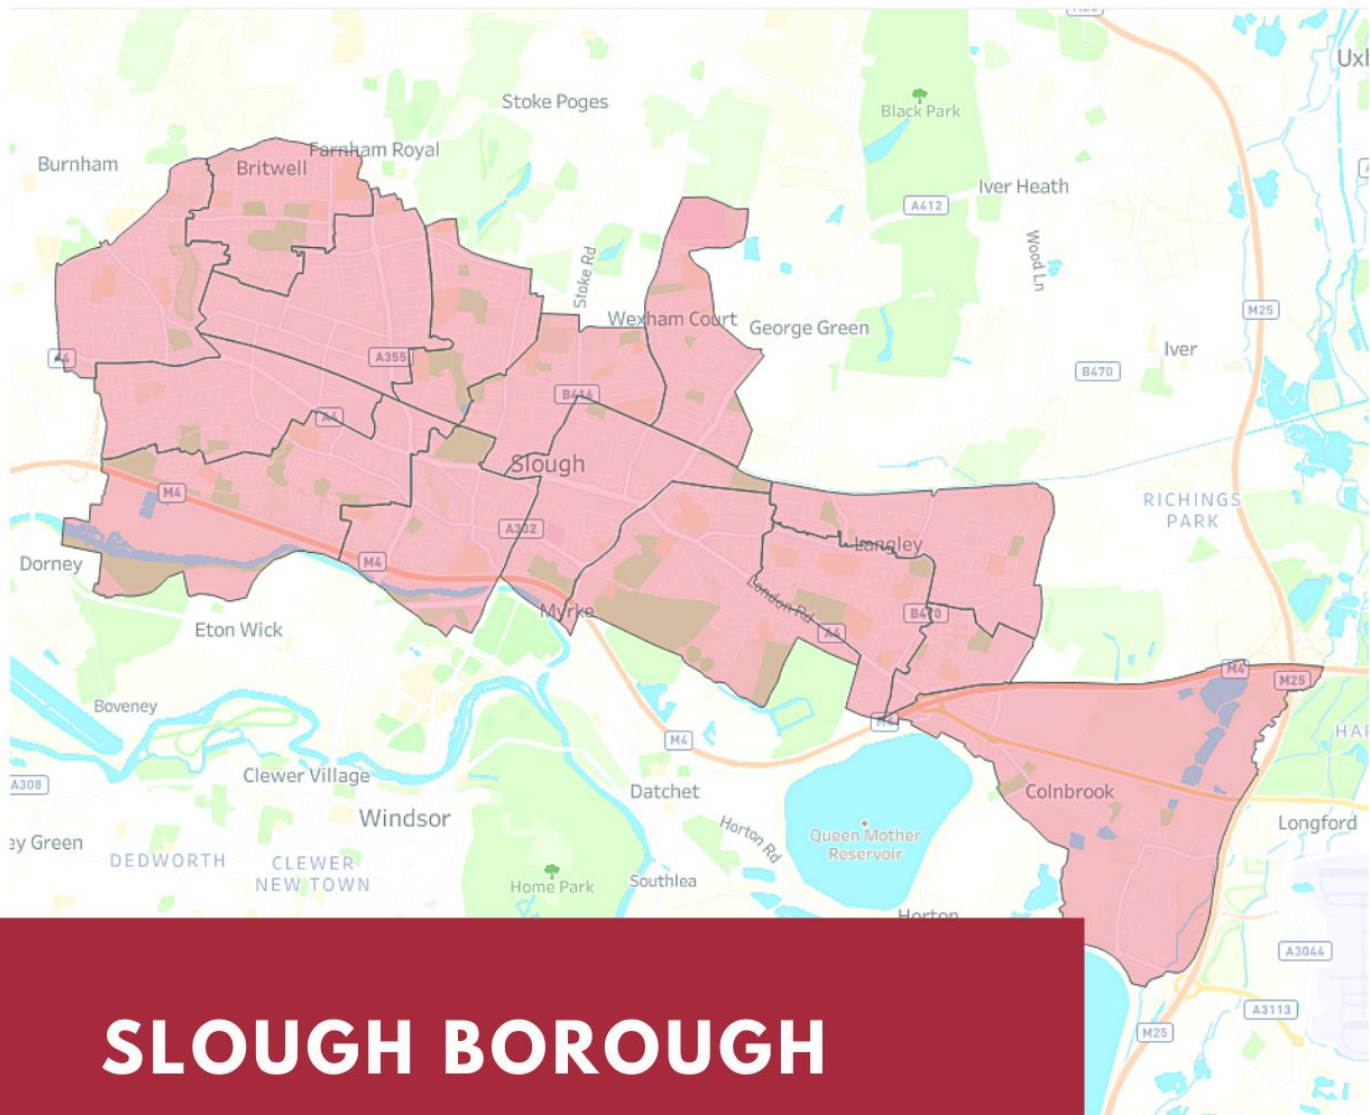 Stoke Poges
Black Park
Burnham
Farnham Royal
Britwell
Iver Heath
A412
Wood Ln
Stoke Rd
M25
Wexham Court
George Green
Iver
A4
A355
B470
B416
A4
Slough
M4
RICHINGS
PARK
A332
Langley
Dorney
M4
London Rd
Myrke
B470
A4
Eton Wick
M4
M25
Boveney
M4
M4
A308
Clewer Village
Datchet
Colnbrook
Windsor
Horton Rd
Queen Mother
Reservoir
Longford
ey Green
DEDWORTH
CLEWER
NEW TOWN
Home Park
Southlea
Horton
A3044
A3113
M25
SLOUGH BOROUGH